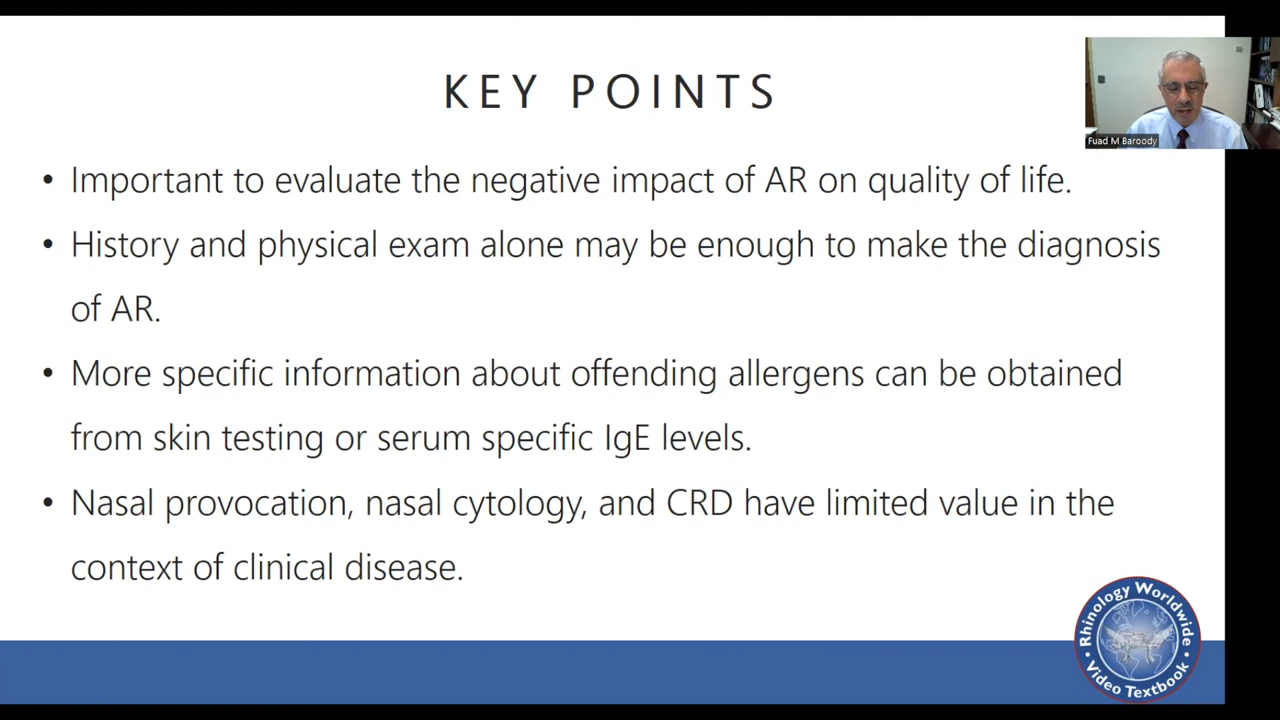 KEY POINTS
Fuad M Baroody
• Important to evaluate the negative impact of AR on quality of life.
• History and physical exam alone may be enough to make the diagnosis
of AR.
• More specific information about offending allergens can be obtained
from skin testing or serum specific IgE levels.
• Nasal provocation, nasal cytology, and CRD have limited value in the
context of clinical disease.
Rhinology Worldwide
• Video Textbook •